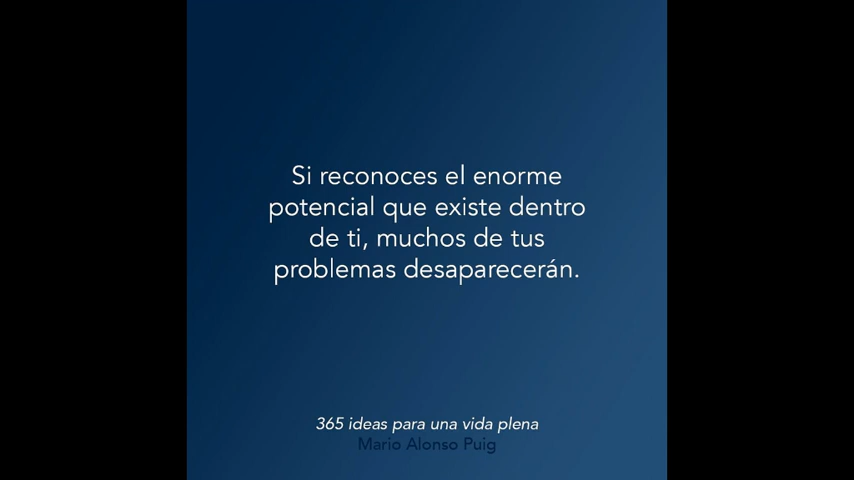 Si reconoces el enorme
potencial que existe dentro
de ti, muchos de tus
problemas desaparecerán.
365 ideas para una vida plena
Mario Alonso Puig